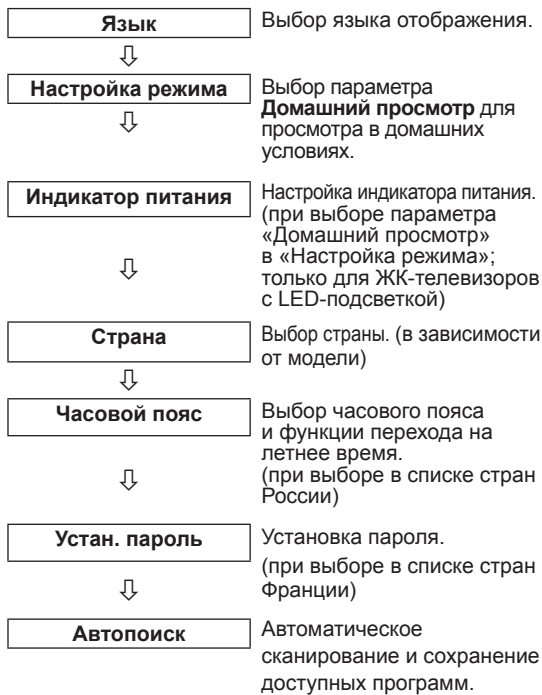 Язык
Выбор языка отображения.
Настройка режима
Выбор параметра
Домашний просмотр для
просмотра в домашних
условиях.
Индикатор питания
Настройка индикатора питания.
(при выборе параметра
«Домашний просмотр»
в «Настройка режима»;
только для ЖК-телевизоров
с LED-подсветкой)
Страна
Выбор страны. (в зависимости
от модели)
Часовой пояс
Выбор часового пояса
и функции перехода на
летнее время.
(при выборе в списке стран
России)
Устан. пароль
Установка пароля.
(при выборе в списке стран
Франции)
Автопоиск
Автоматическое
сканирование и сохранение
доступных программ.